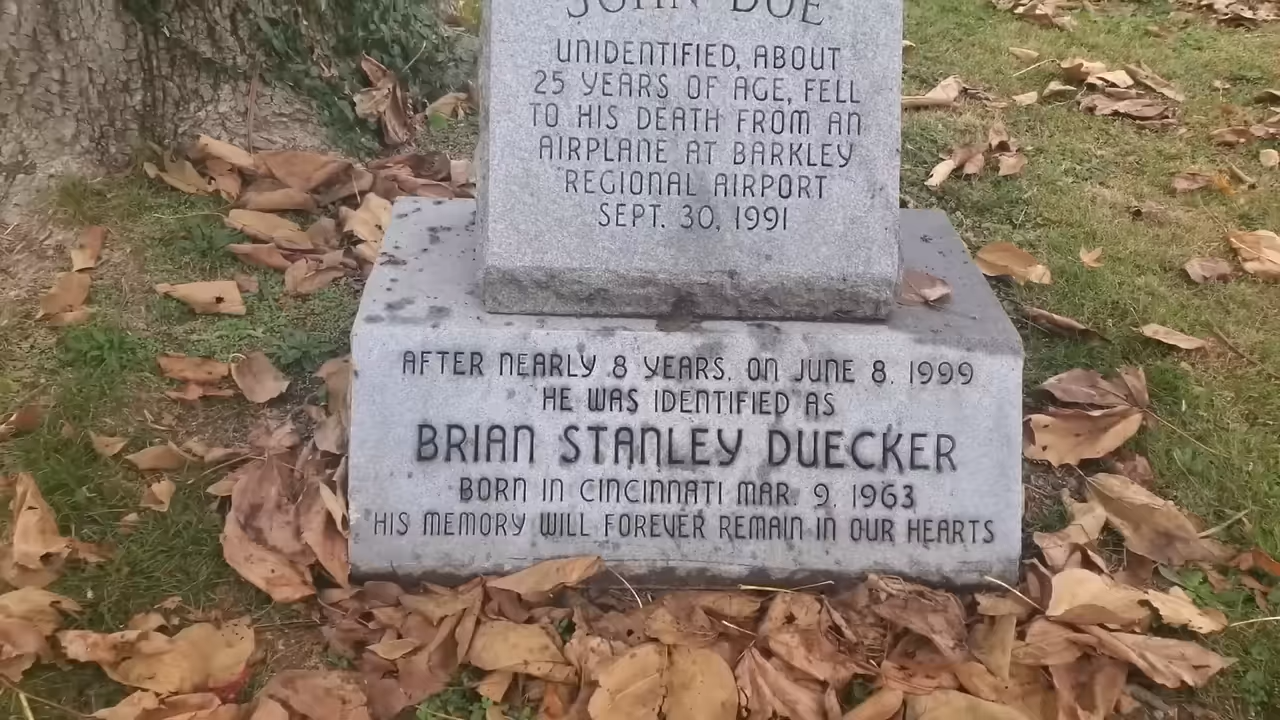 JOHN DOE
UNIDENTIFIED, ABOUT
25 YEARS OF AGE, FELL
TO HIS DEATH FROM AN
AIRPLANE AT BARKLEY
REGIONAL AIRPORT
SEPT. 30, 1991
AFTER NEARLY 8 YEARS, ON JUNE 8, 1999
HE WAS IDENTIFIED AS
BRIAN STANLEY DUECKER
BORN IN CINCINNATI MAR. 9, 1963
HIS MEMORY WILL FOREVER REMAIN IN OUR HEARTS